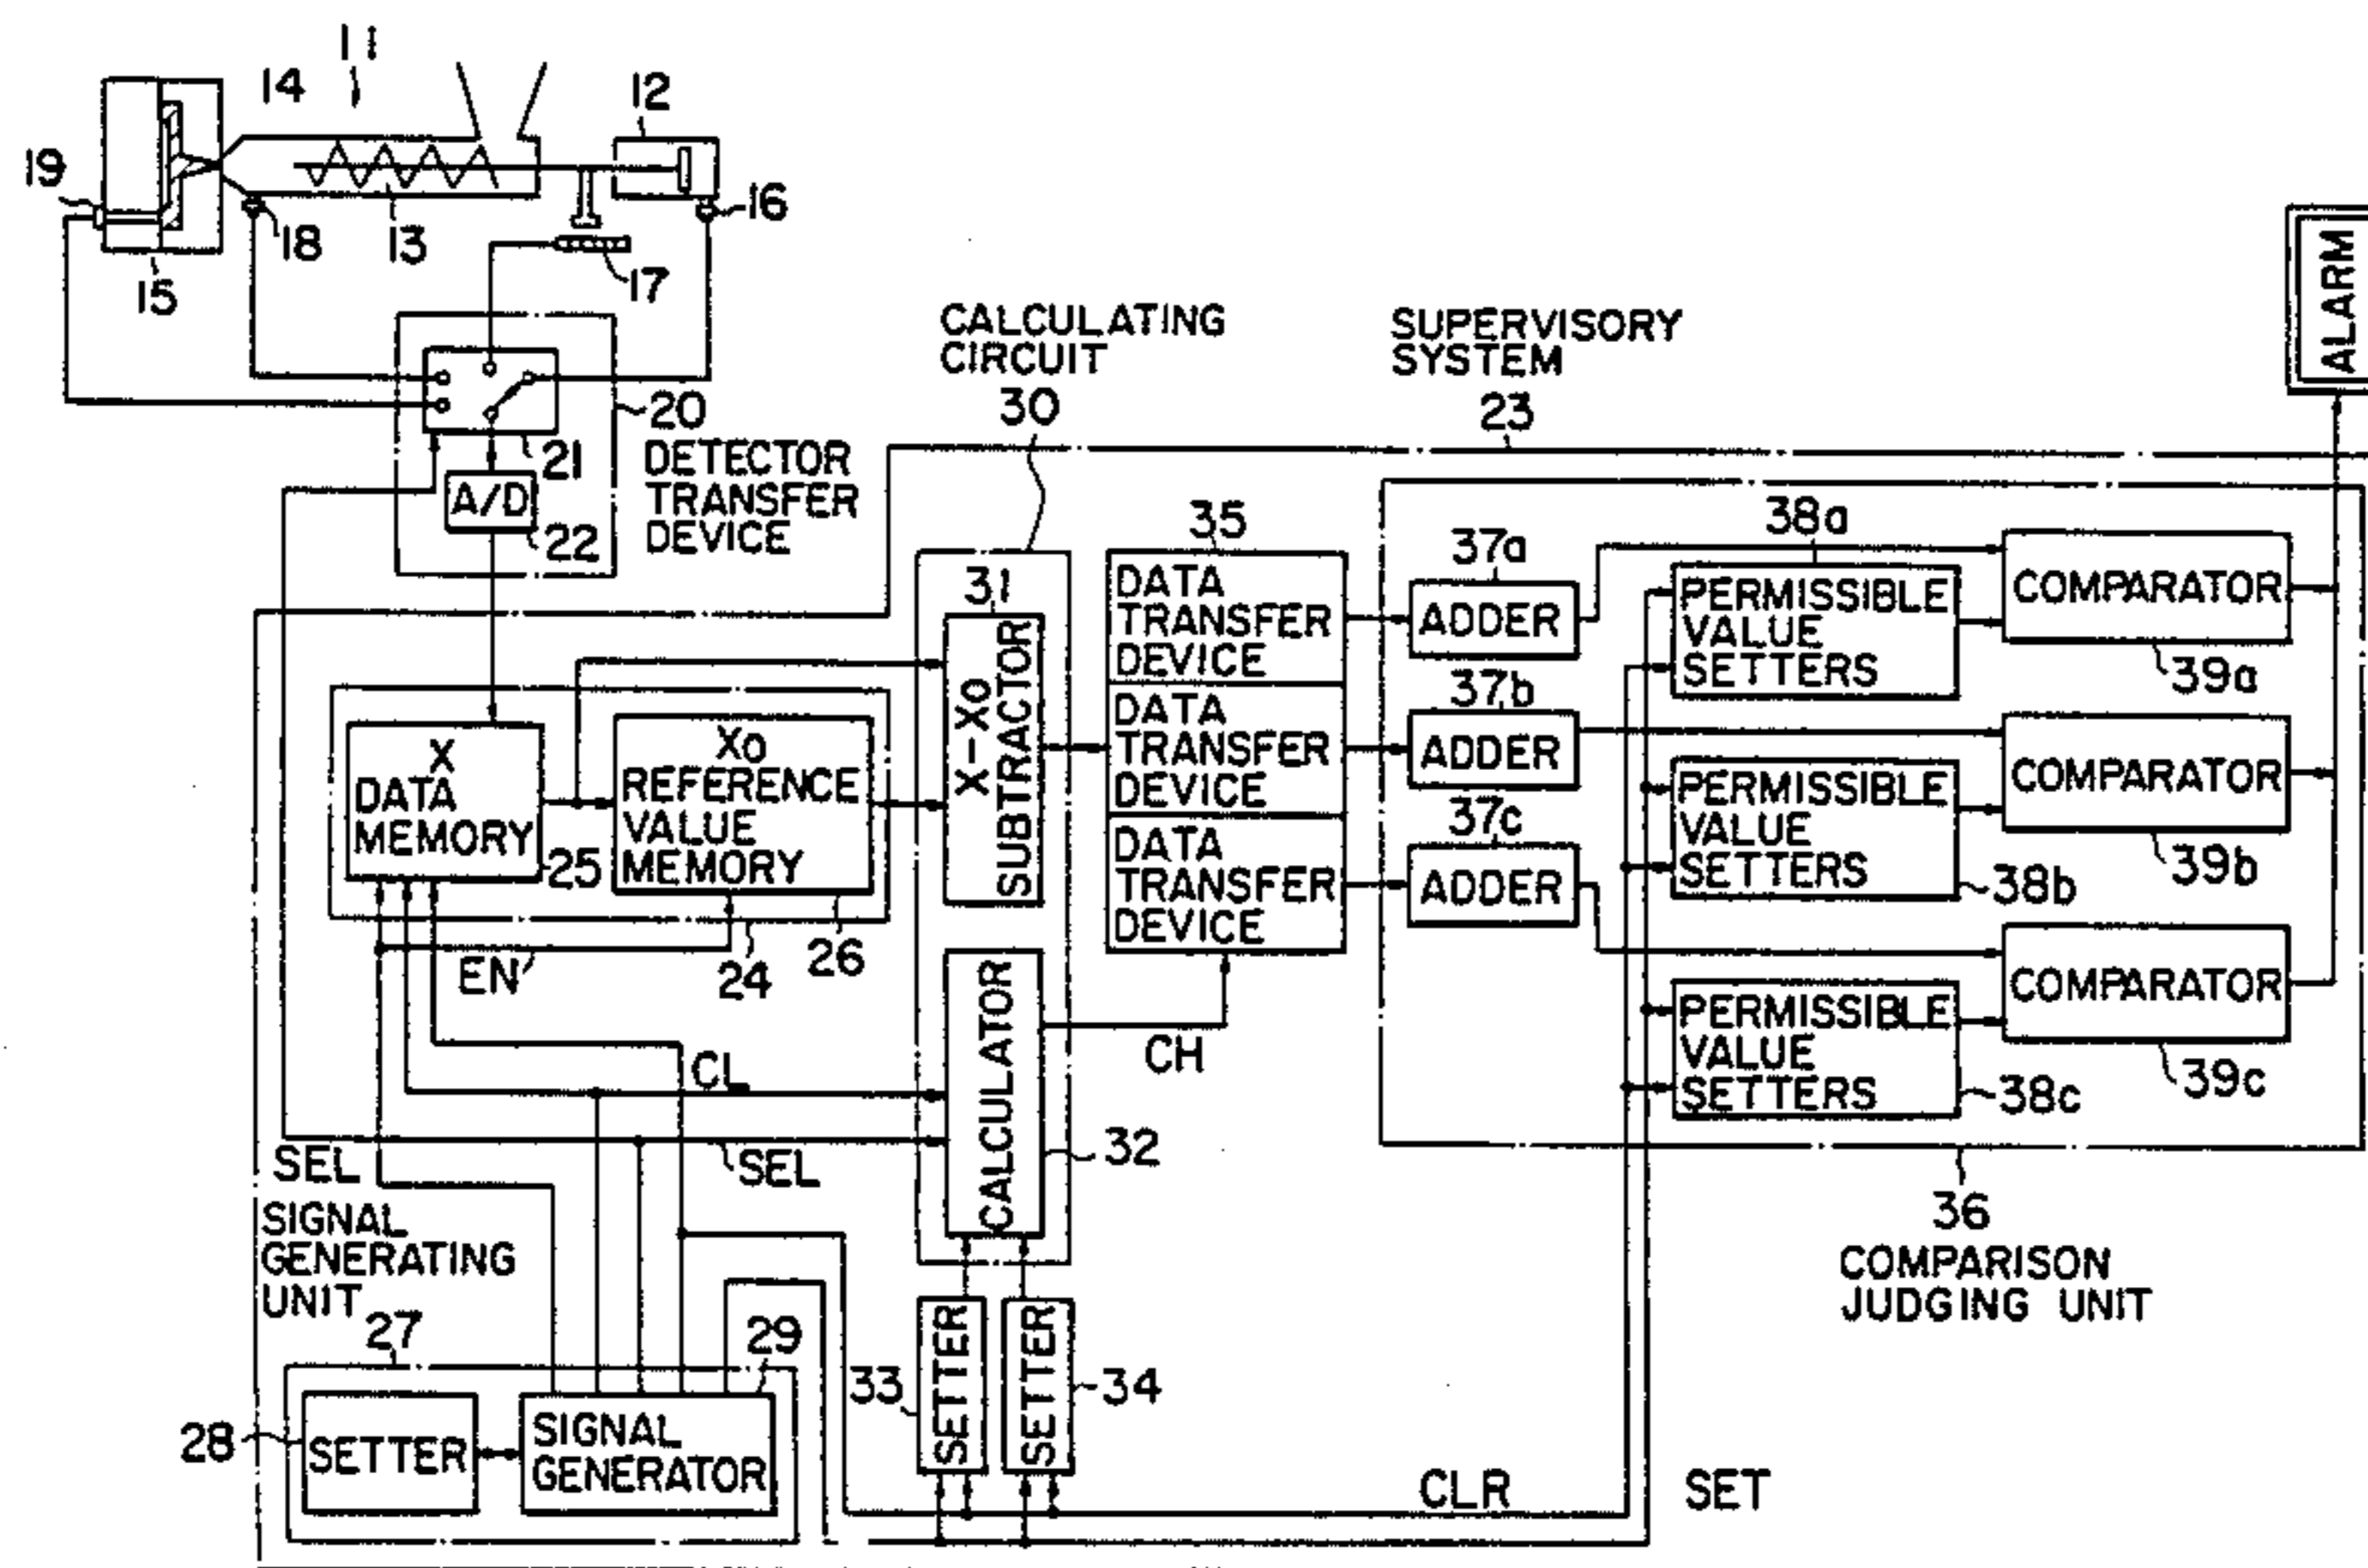 11
14
12
19
18
13
16
17
15
CALCULATING
CIRCUIT
30
SUPERVISORY
SYSTEM
23
ALARM
20
21
DETECTOR
TRANSFER
DEVICE
A/D
22
35
DATA
TRANSFER
DEVICE
DATA
TRANSFER
DEVICE
DATA
TRANSFER
DEVICE
37a
ADDER
37b
ADDER
37c
ADDER
38a
PERMISSIBLE
VALUE
SETTERS
PERMISSIBLE
VALUE
SETTERS
38b
PERMISSIBLE
VALUE
SETTERS
38c
COMPARATOR
39a
COMPARATOR
39b
COMPARATOR
39c
31
X-Xo
SUBTRACTOR
X
DATA
MEMORY
25
Xo
REFERENCE
VALUE
MEMORY
26
24
EN
CL
CH
CALCULATOR
32
SEL
SEL
SIGNAL
GENERATING
UNIT
27
29
28
SETTER
SIGNAL
GENERATOR
33
SETTER
SETTER
34
CLR
SET
36
COMPARISON
JUDGING UNIT